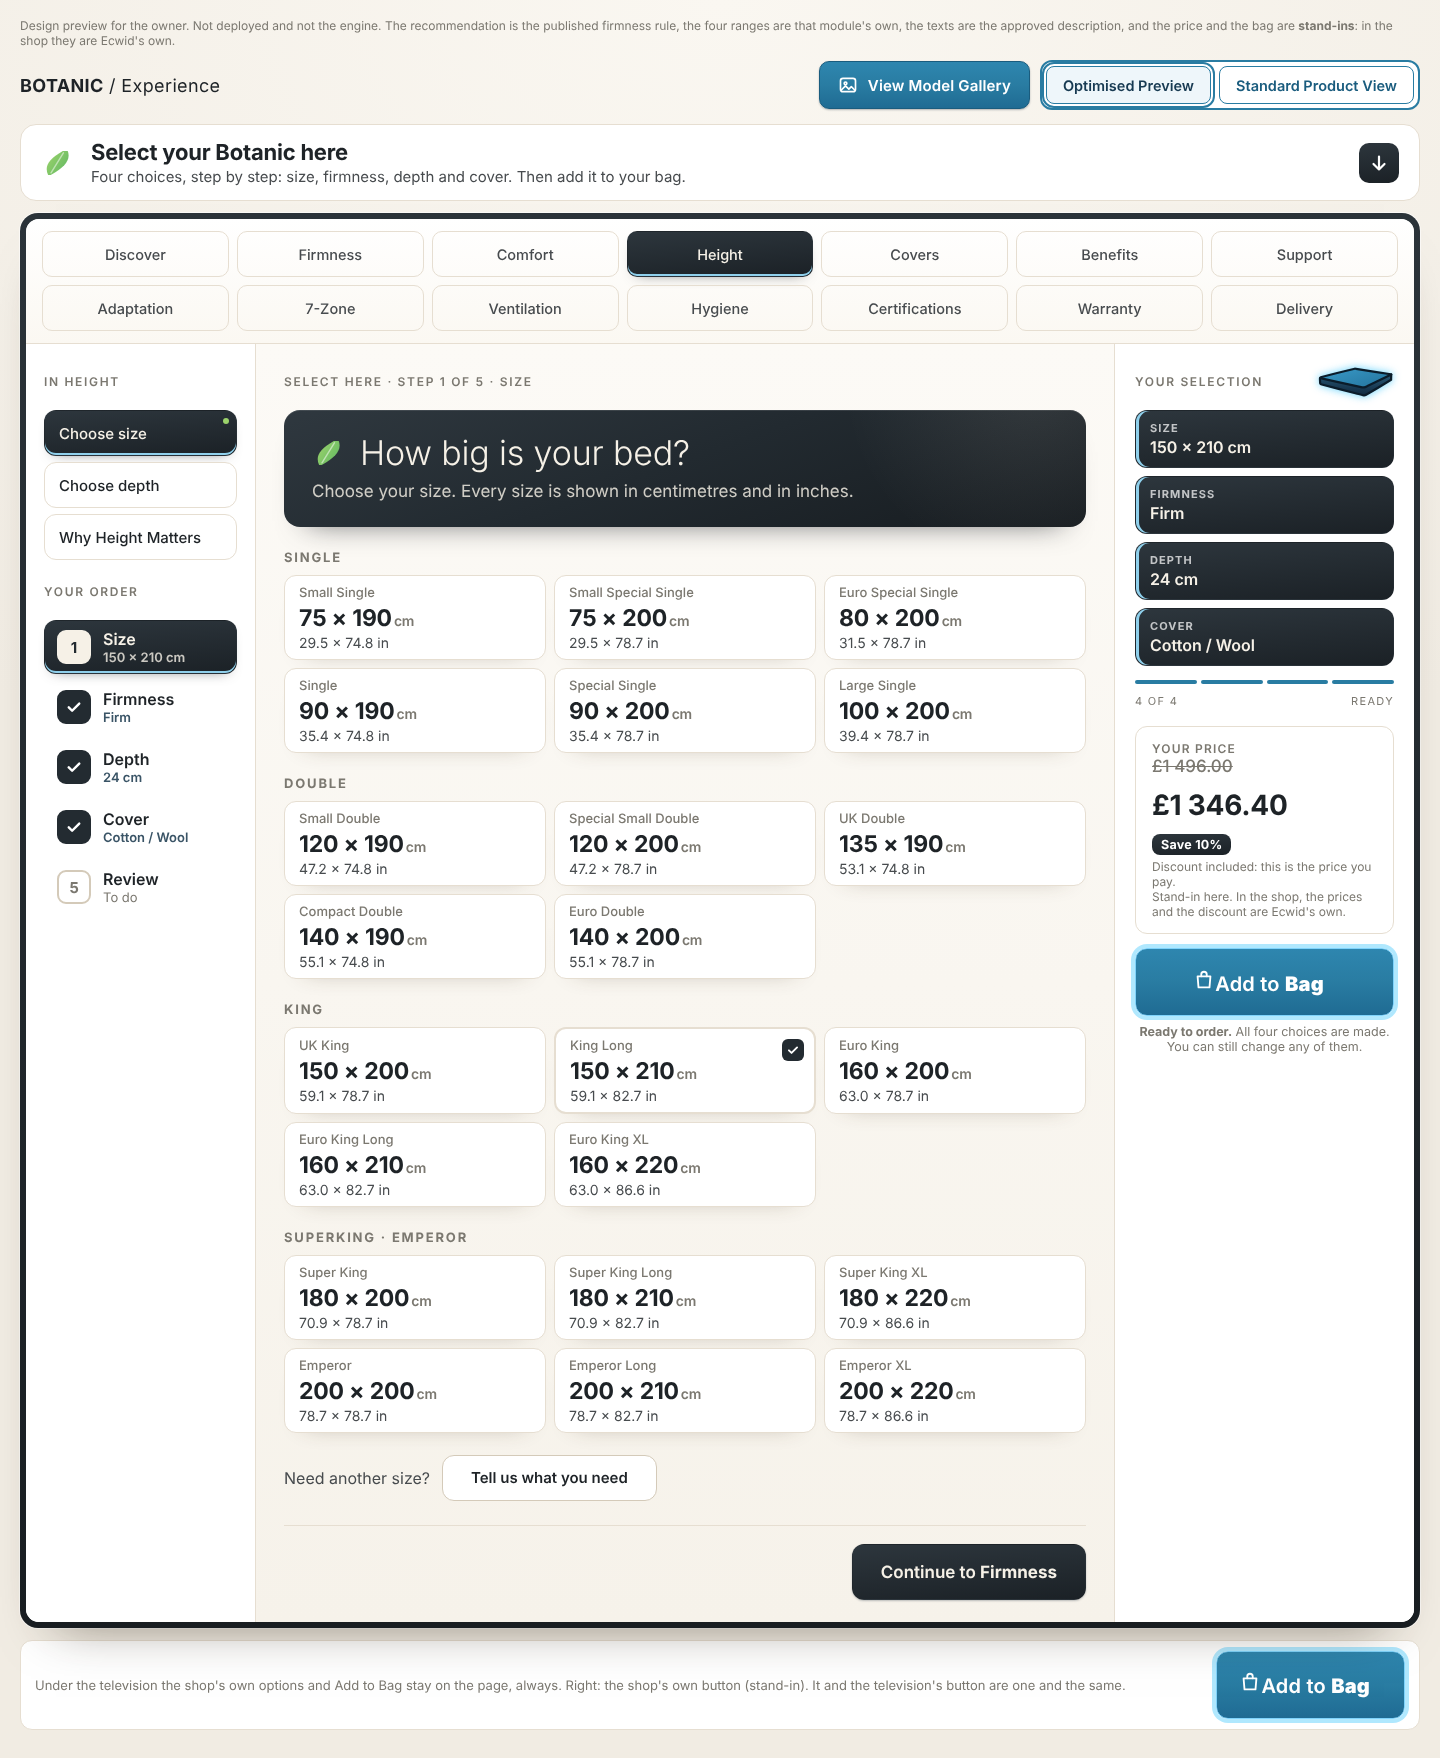 Design preview for the owner. Not deployed and not the engine. The recommendation is the published firmness rule, the four ranges are that module's own, the texts are the approved description, and the price and the bag are stand-ins: in the
shop they are Ecwid's own.
BOTANIC / Experience
View Model Gallery
Optimised Preview
Standard Product View
Select your Botanic here
Four choices, step by step: size, firmness, depth and cover. Then add it to your bag.
Discover
Firmness
Comfort
Height
Covers
Benefits
Support
Adaptation
7-Zone
Ventilation
Hygiene
Certifications
Warranty
Delivery
IN HEIGHT
Choose size
Choose depth
Why Height Matters
YOUR ORDER
1
Size
150 × 210 cm
Firmness
Firm
Depth
24 cm
Cover
Cotton / Wool
5
Review
To do
SELECT HERE · STEP 1 OF 5 · SIZE
How big is your bed?
Choose your size. Every size is shown in centimetres and in inches.
SINGLE
Small Single
75 × 190 cm
29.5 × 74.8 in
Small Special Single
75 × 200 cm
29.5 × 78.7 in
Euro Special Single
80 × 200 cm
31.5 × 78.7 in
Single
90 × 190 cm
35.4 × 74.8 in
Special Single
90 × 200 cm
35.4 × 78.7 in
Large Single
100 × 200 cm
39.4 × 78.7 in
DOUBLE
Small Double
120 × 190 cm
47.2 × 74.8 in
Special Small Double
120 × 200 cm
47.2 × 78.7 in
UK Double
135 × 190 cm
53.1 × 74.8 in
Compact Double
140 × 190 cm
55.1 × 74.8 in
Euro Double
140 × 200 cm
55.1 × 78.7 in
KING
UK King
150 × 200 cm
59.1 × 78.7 in
King Long
150 × 210 cm
59.1 × 82.7 in
Euro King
160 × 200 cm
63.0 × 78.7 in
Euro King Long
160 × 210 cm
63.0 × 82.7 in
Euro King XL
160 × 220 cm
63.0 × 86.6 in
SUPERKING · EMPEROR
Super King
180 × 200 cm
70.9 × 78.7 in
Super King Long
180 × 210 cm
70.9 × 82.7 in
Super King XL
180 × 220 cm
70.9 × 86.6 in
Emperor
200 × 200 cm
78.7 × 78.7 in
Emperor Long
200 × 210 cm
78.7 × 82.7 in
Emperor XL
200 × 220 cm
78.7 × 86.6 in
Need another size?
Tell us what you need
Continue to Firmness
YOUR SELECTION
SIZE
150 × 210 cm
FIRMNESS
Firm
DEPTH
24 cm
COVER
Cotton / Wool
4 OF 4
READY
YOUR PRICE
£1 496.00
£1 346.40
Save 10%
Discount included: this is the price you
pay.
Stand-in here. In the shop, the prices
and the discount are Ecwid's own.
Add to Bag
Ready to order. All four choices are made.
You can still change any of them.
Under the television the shop's own options and Add to Bag stay on the page, always. Right: the shop's own button (stand-in). It and the television's button are one and the same.
Add to Bag